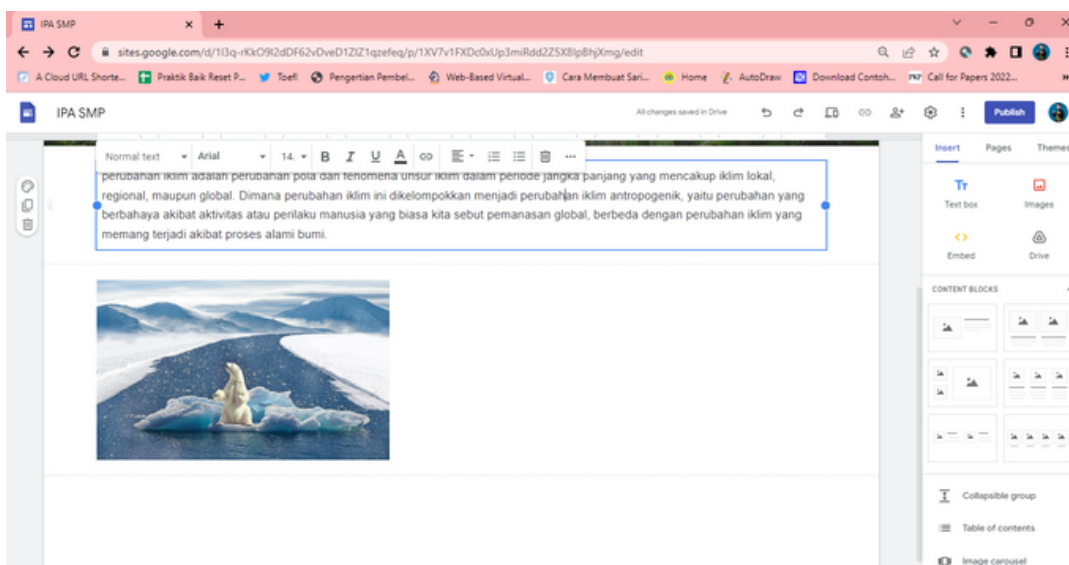 IPA SMP
sites.google.com/d/1I3q-rKkO9I2dDF62vDveD1ZlZ1qzefeq/p/1XV7v1FXDc0xUp3miRdd2Z5XBlpBhjXmg/edit
A Cloud URL Shorte... Praktik Baik Reset P... Toefl Pengertian Pembel... Web-Based Virtual... Cara Membuat Sari... Home AutoDraw Download Contoh... Call for Papers 2022...
IPA SMP All changes saved in Drive Publish
Insert Pages Themes
Normal text Arial 14. B I U A
perubahan iklim adalah perubahan pola dan fenomena unsur iklim dalam periode jangka panjang yang mencakup iklim lokal,
regional, maupun global. Dimana perubahan iklim ini dikelompokkan menjadi perubahan iklim antropogenik, yaitu perubahan yang
berbahaya akibat aktivitas atau perilaku manusia yang biasa kita sebut pemanasan global, berbeda dengan perubahan iklim yang
memang terjadi akibat proses alami bumi.
Tт
Text box Images
Embed Drive
CONTENT BLOCKS
Collapsible group
Table of contents
Image carousel